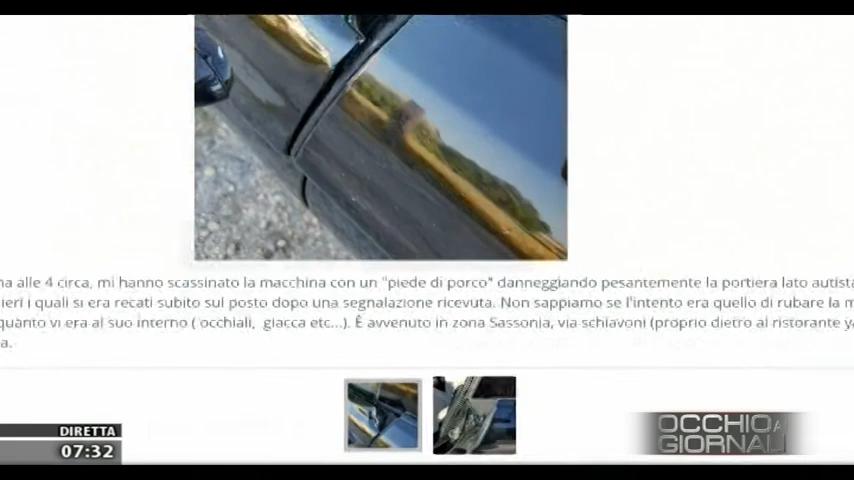 na alle 4 circa, mi hanno scassinato la macchina con un "piede di porco" danneggiando pesantemente la portiera lato autista
ieri i quali si era recati subito sul posto dopo una segnalazione ricevuta. Non sappiamo se l'intento era quello di rubare la m
quanto vi era al suo interno ( occhiali, giacca etc...). È avvenuto in zona Sassonia, via schiavoni (proprio dietro al ristorante ya
a.
DIRETTA
07:32
OCCHIO AI
GIORNALI